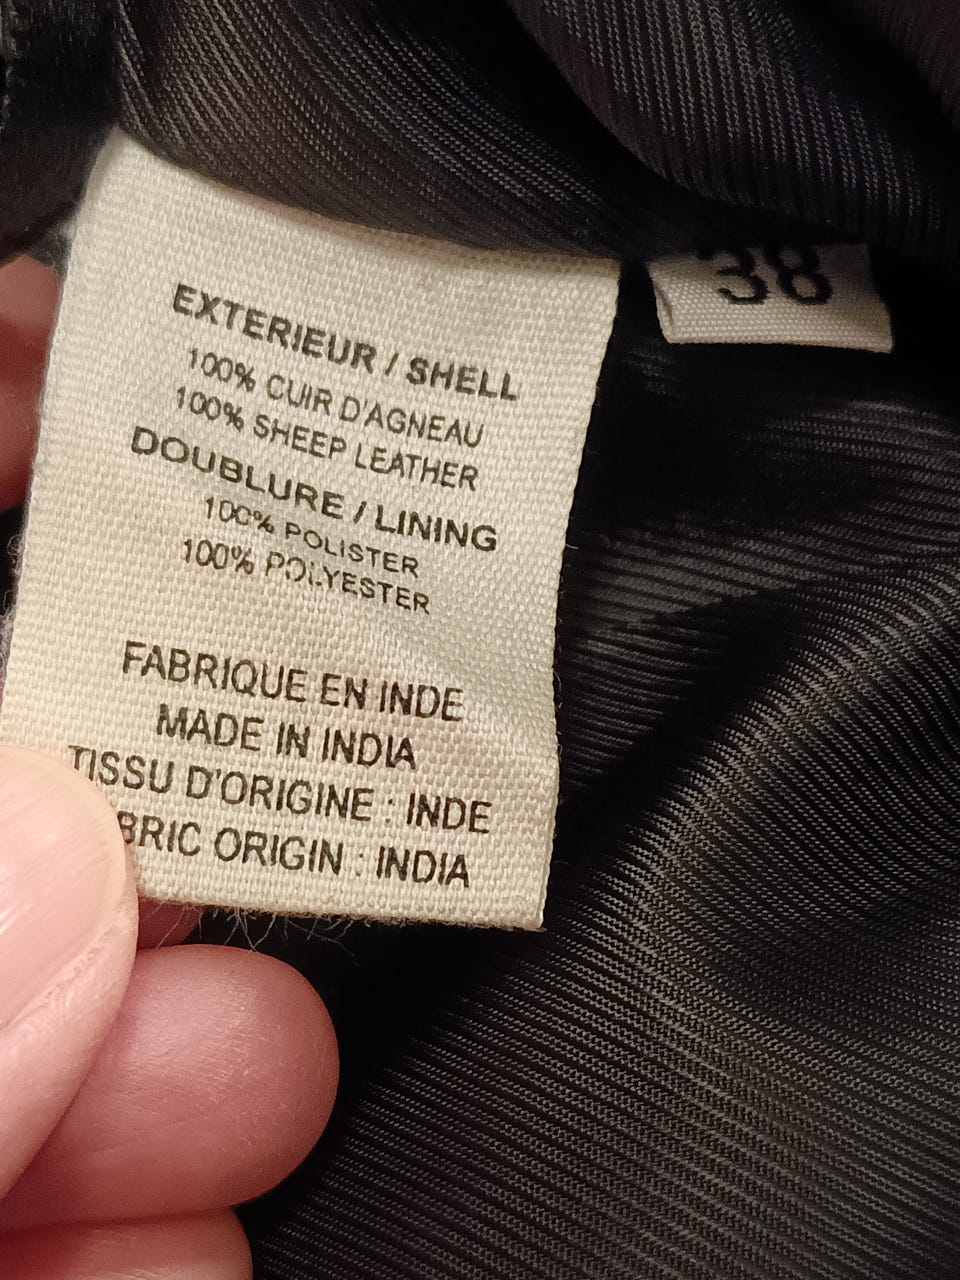 EXTERIEUR / SHELL
100% CUIR D'AGNEAU
100% SHEEP LEATHER
DOUBLURE / LINING
100% POLISTER
100% POLYESTER
FABRIQUE EN INDE
MADE IN INDIA
TISSU D'ORIGINE : INDE
BRIC ORIGIN : INDIA
38